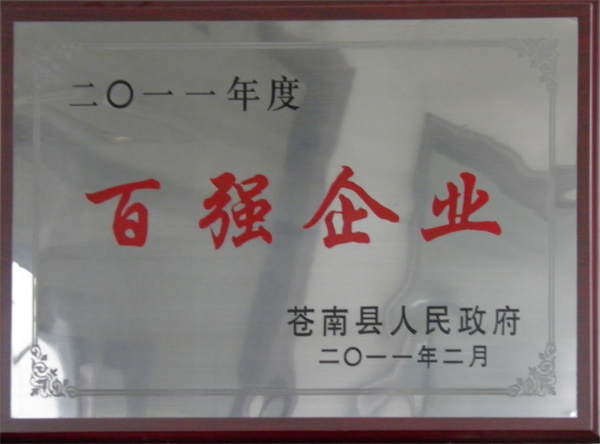 二〇一一年度
百强企业
苍南县人民政府
二〇一一年二月